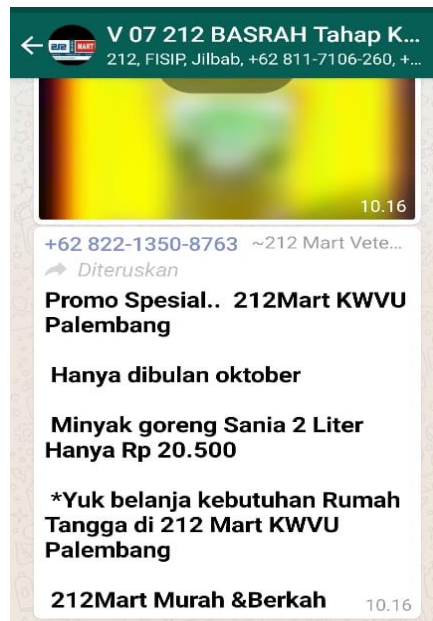 V 07 212 BASRAH Tahap K...
212 MART
212, FISIP, Jilbab, +62 811-7106-260, +...
10.16
+62 822-1350-8763 ~212 Mart Vete...
Diteruskan
Promo Spesial.. 212Mart KWVU
Palembang
Hanya dibulan oktober
Minyak goreng Sania 2 Liter
Hanya Rp 20.500
*Yuk belanja kebutuhan Rumah
Tangga di 212 Mart KWVU
Palembang
212Mart Murah &Berkah 10.16